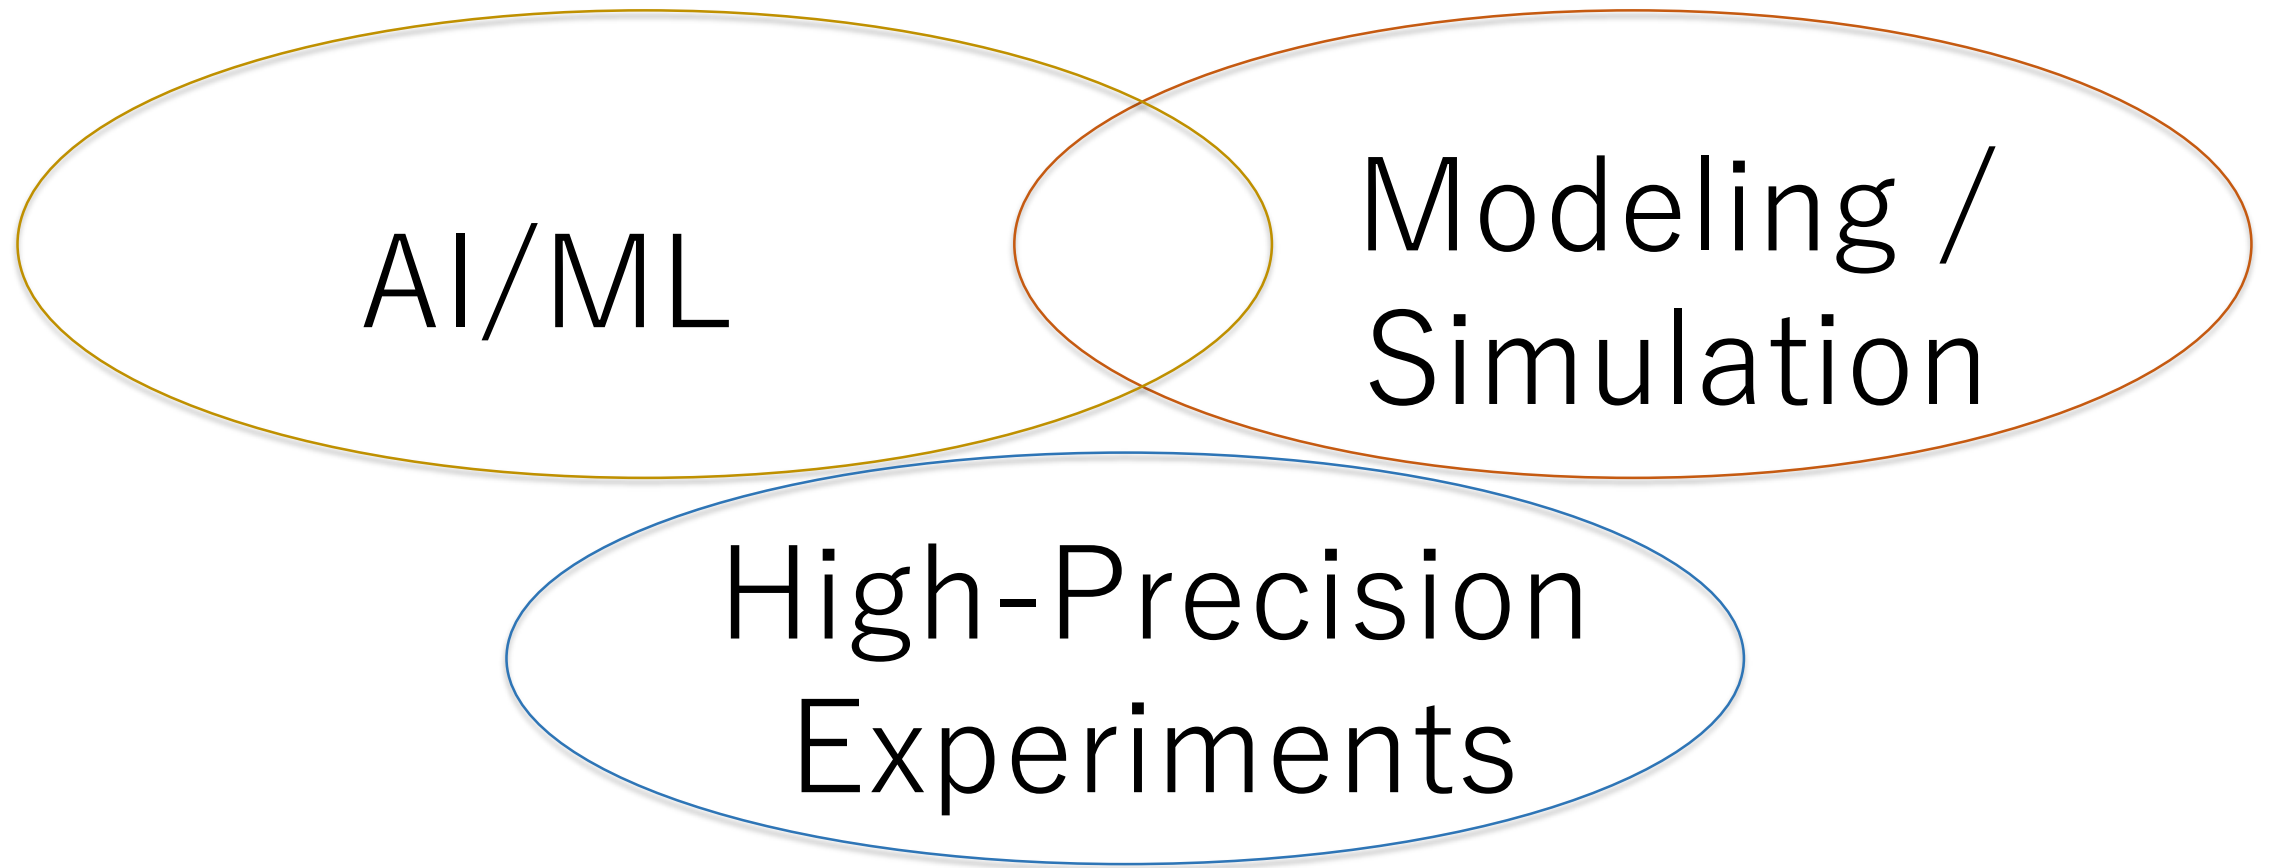 AI/ML
Modeling /
Simulation
High-Precision
Experiments